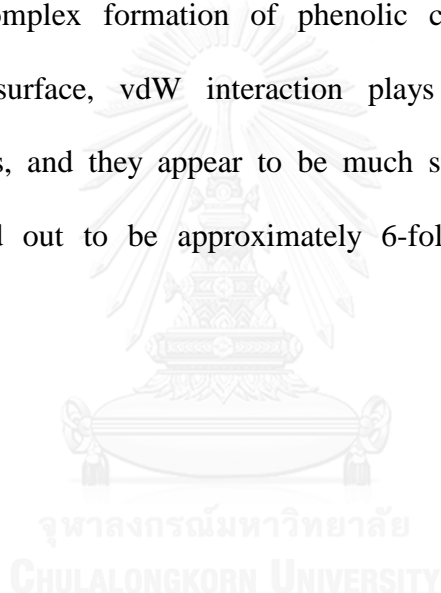 omplex formation of phenolic c
surface, vdW interaction plays
s, and they appear to be much s
d out to be approximately 6-fol
จุฬาลงกรณ์มหาวิทยาลัย
CHULALONGKORN UNIVERSITY